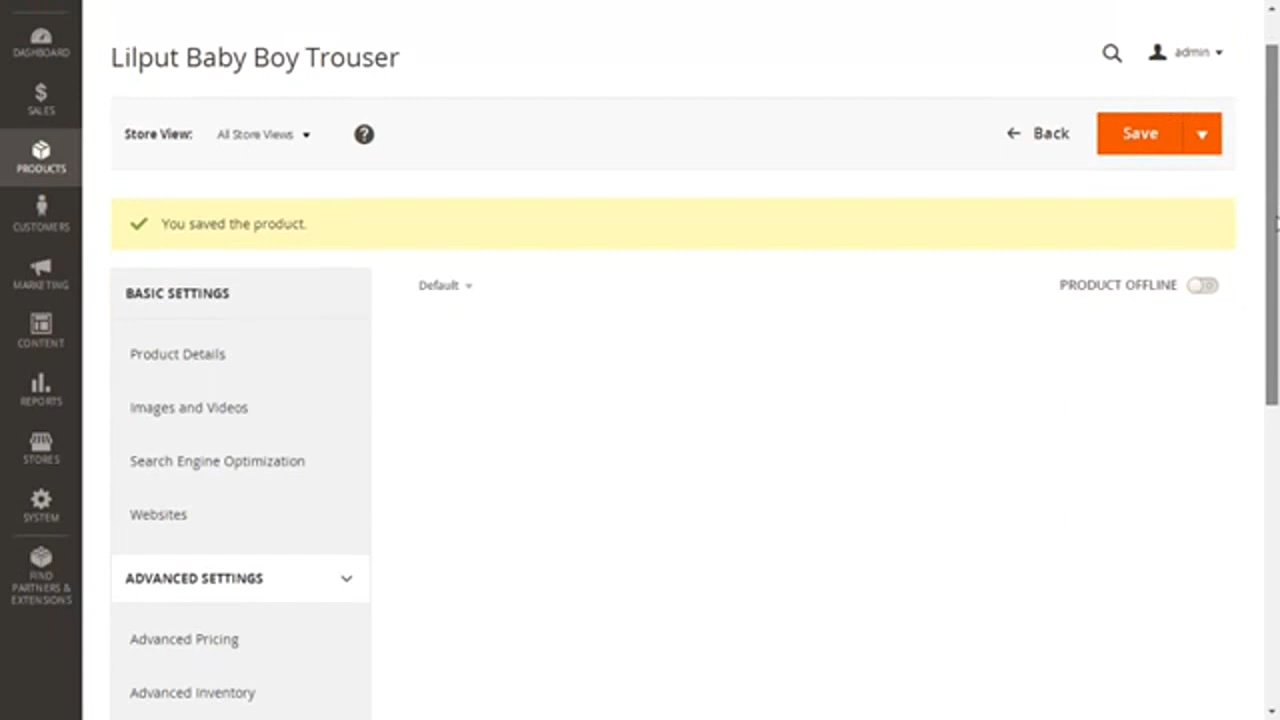 Lilput Baby Boy Trouser
admin
Store View: All Store Views
?
Back
Save
You saved the product.
DASHBOARD
$
SALES
PRODUCTS
CUSTOMERS
MARKETING
CONTENT
REPORTS
STORES
SYSTEM
FIND
PARTNERS &
EXTENSIONS
BASIC SETTINGS
Product Details
Images and Videos
Search Engine Optimization
Websites
ADVANCED SETTINGS
Advanced Pricing
Advanced Inventory
Default
PRODUCT OFFLINE